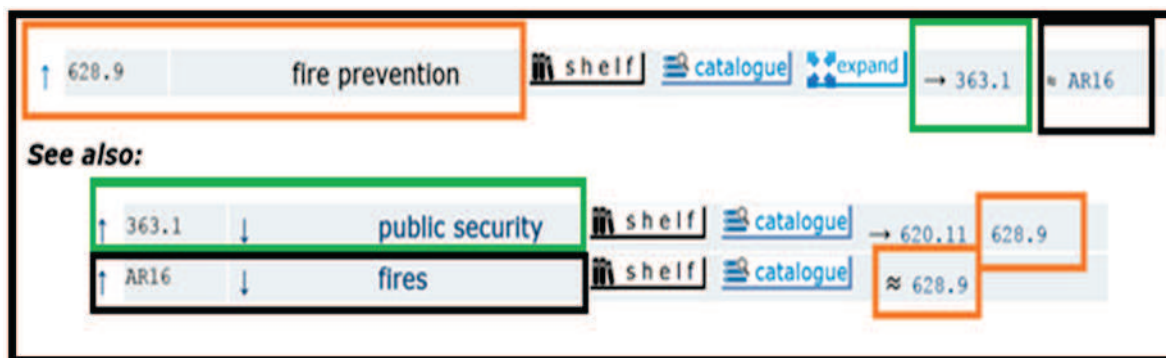 ↑ 628.9 fire prevention shelf catalogue expand → 363.1 ≈ AR16
See also:
↑ 363.1 ↓ public security shelf catalogue → 620.11 628.9
↑ AR16 ↓ fires shelf catalogue ≈ 628.9